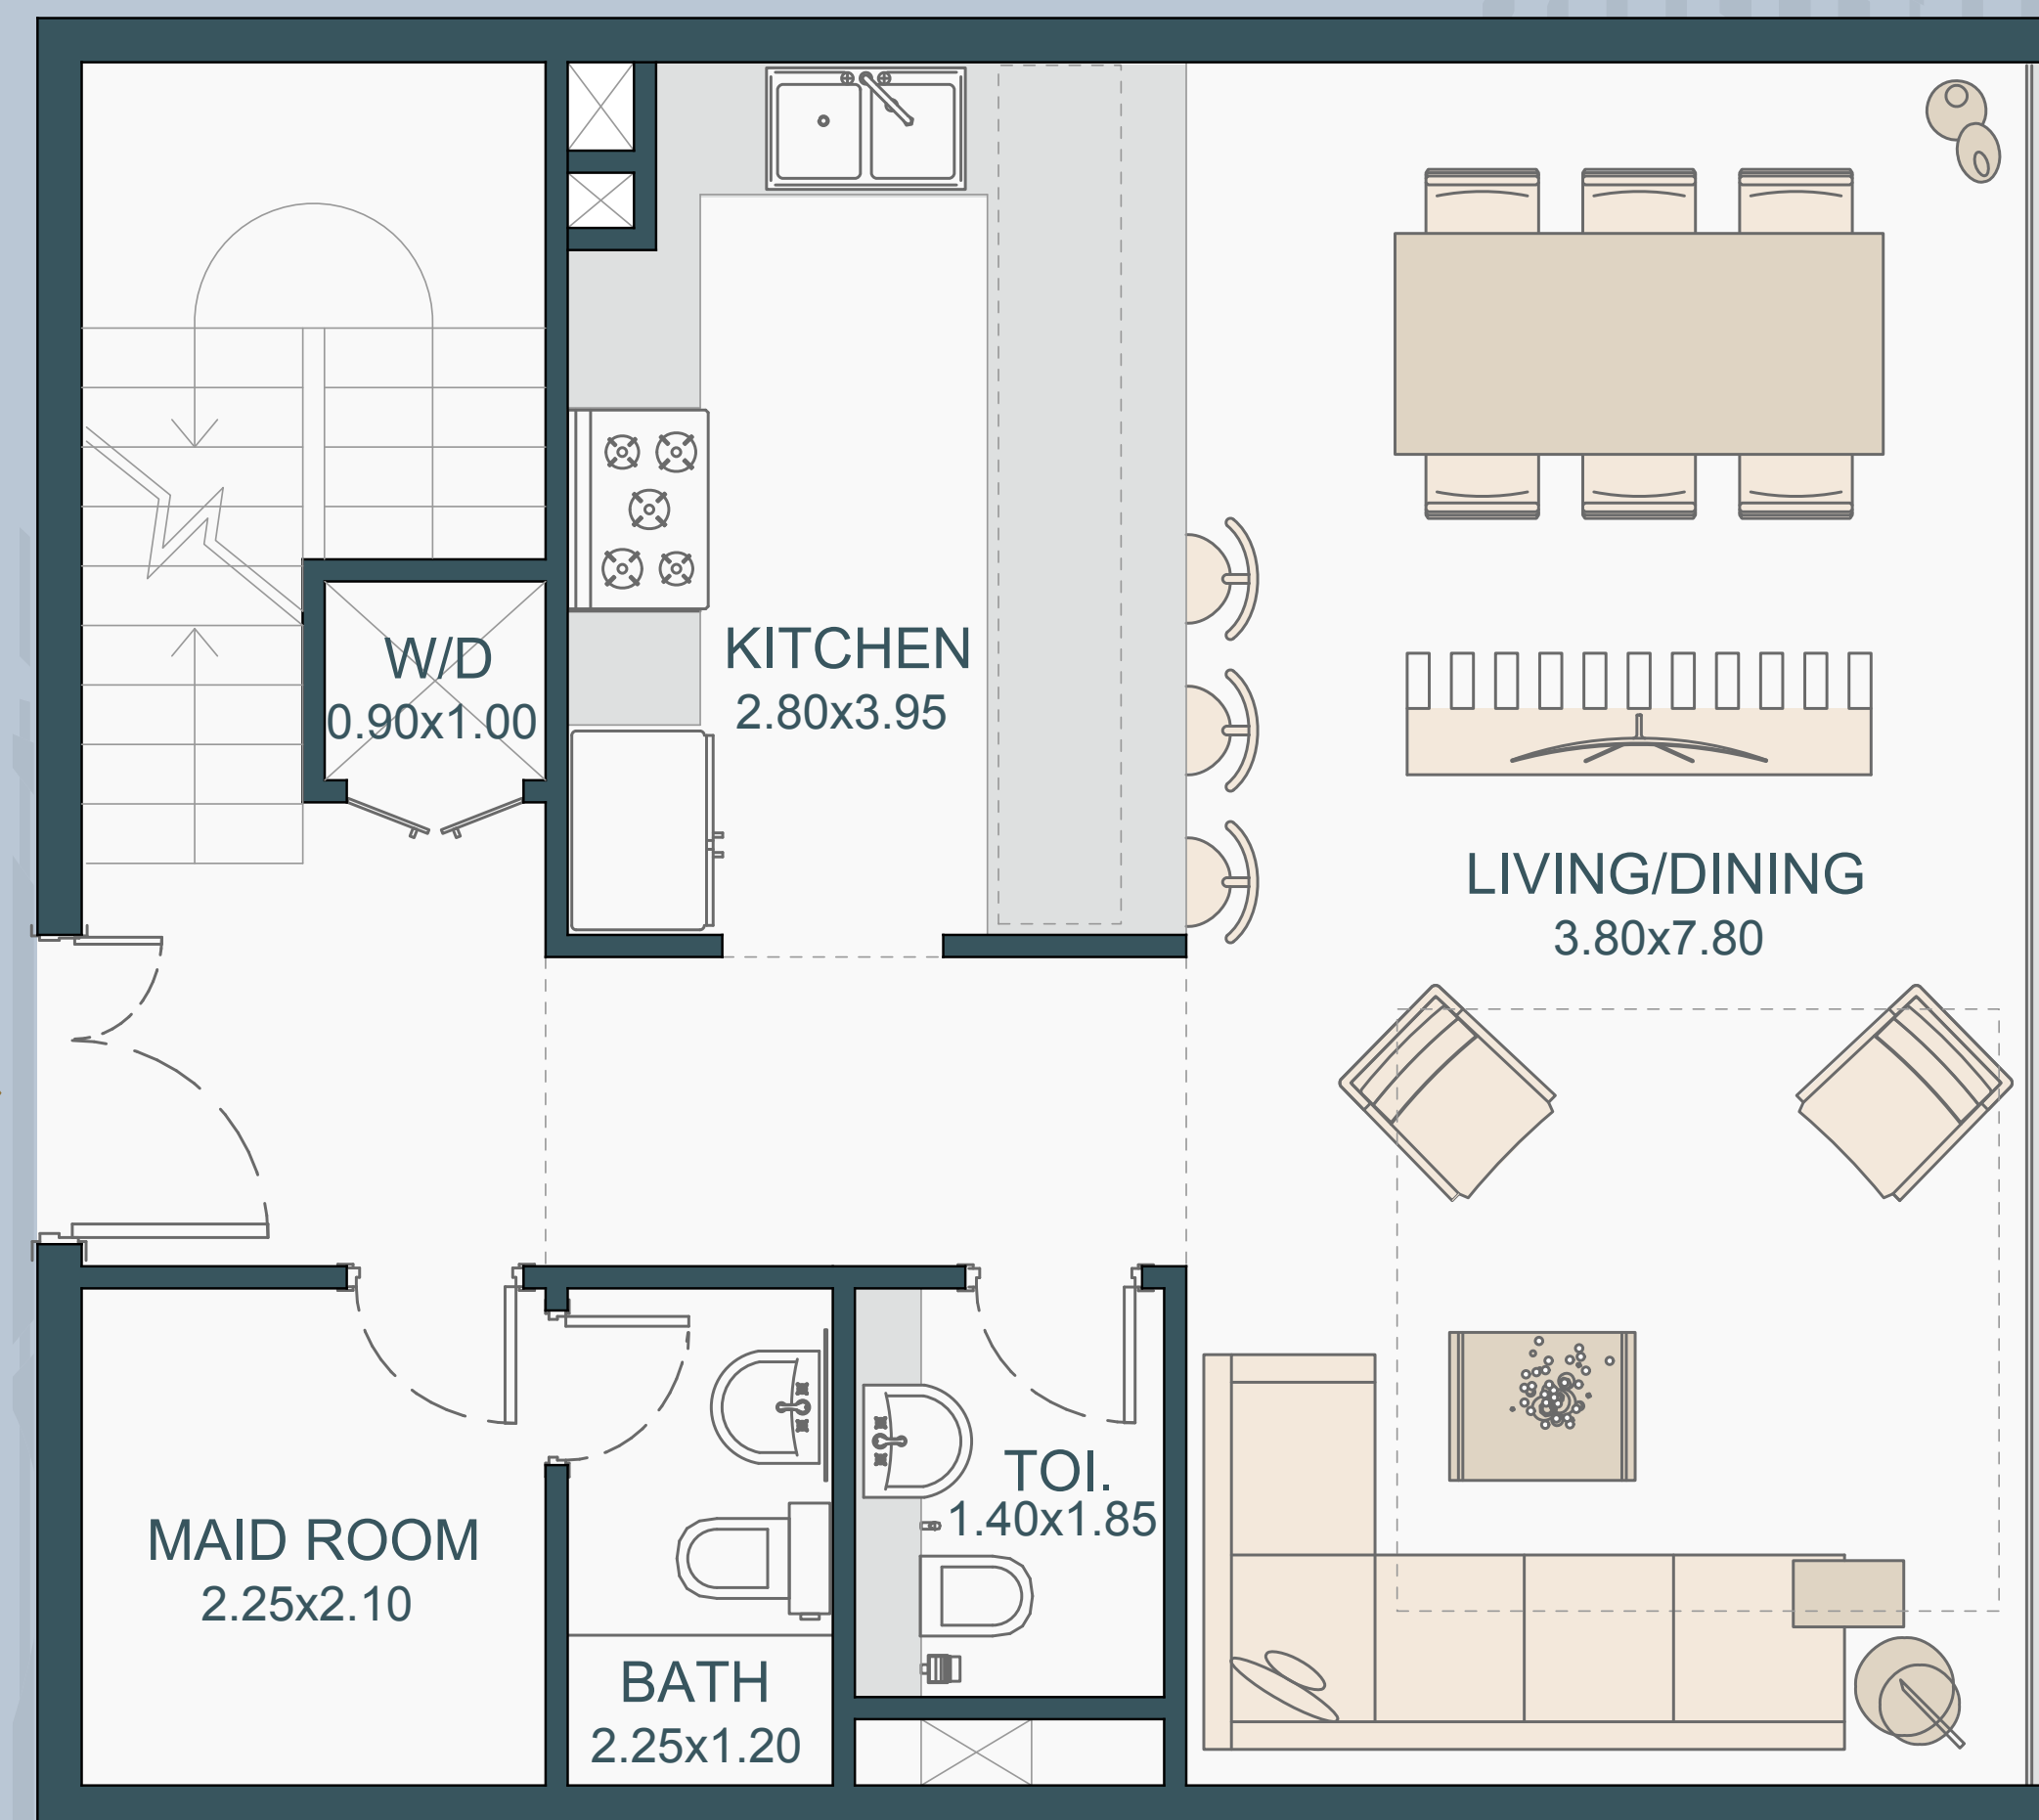 W/D
0.90x1.00
KITCHEN
2.80x3.95
LIVING/DINING
3.80x7.80
TOI.
1.40x1.85
MAID ROOM
2.25x2.10
BATH
2.25x1.20